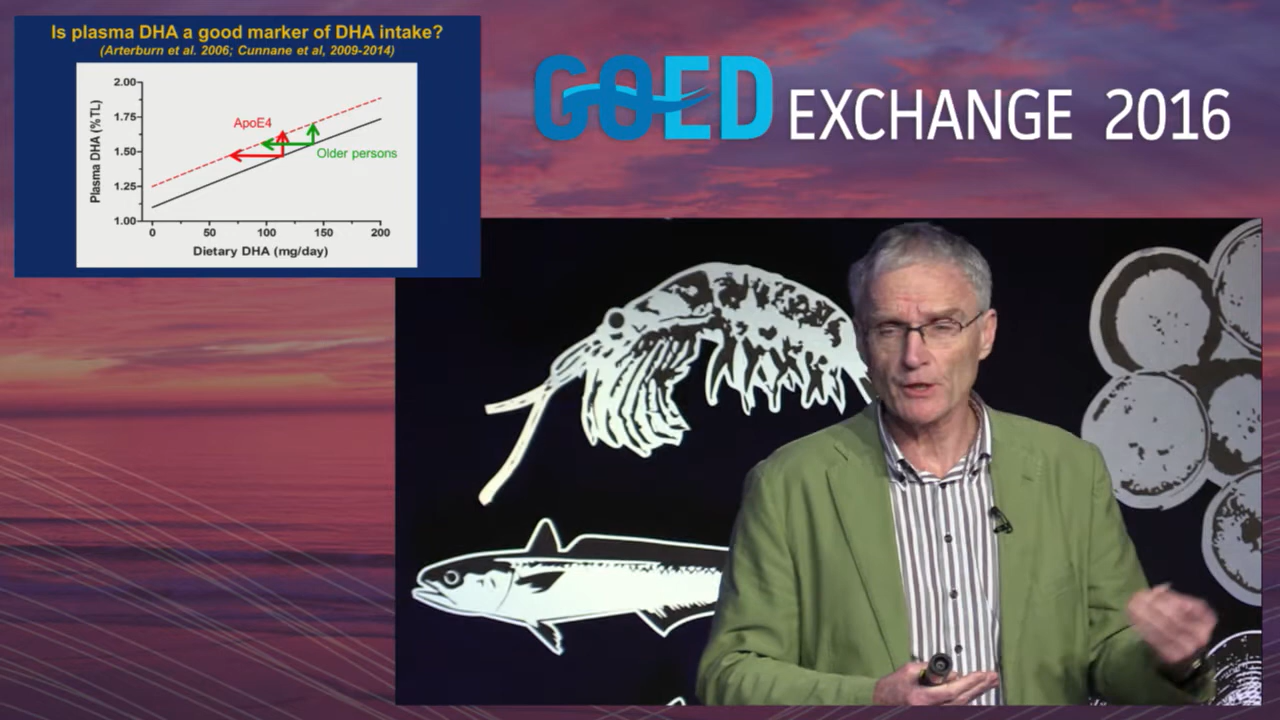 Is plasma DHA a good marker of DHA intake?
(Arterburn et al. 2006; Cunnane et al, 2009-2014)
2.00
1.75
1.50
1.25
1.00
Plasma DHA (%TL)
ApoE4
Older persons
0 50 100 150 200
Dietary DHA (mg/day)
GOED EXCHANGE 2016